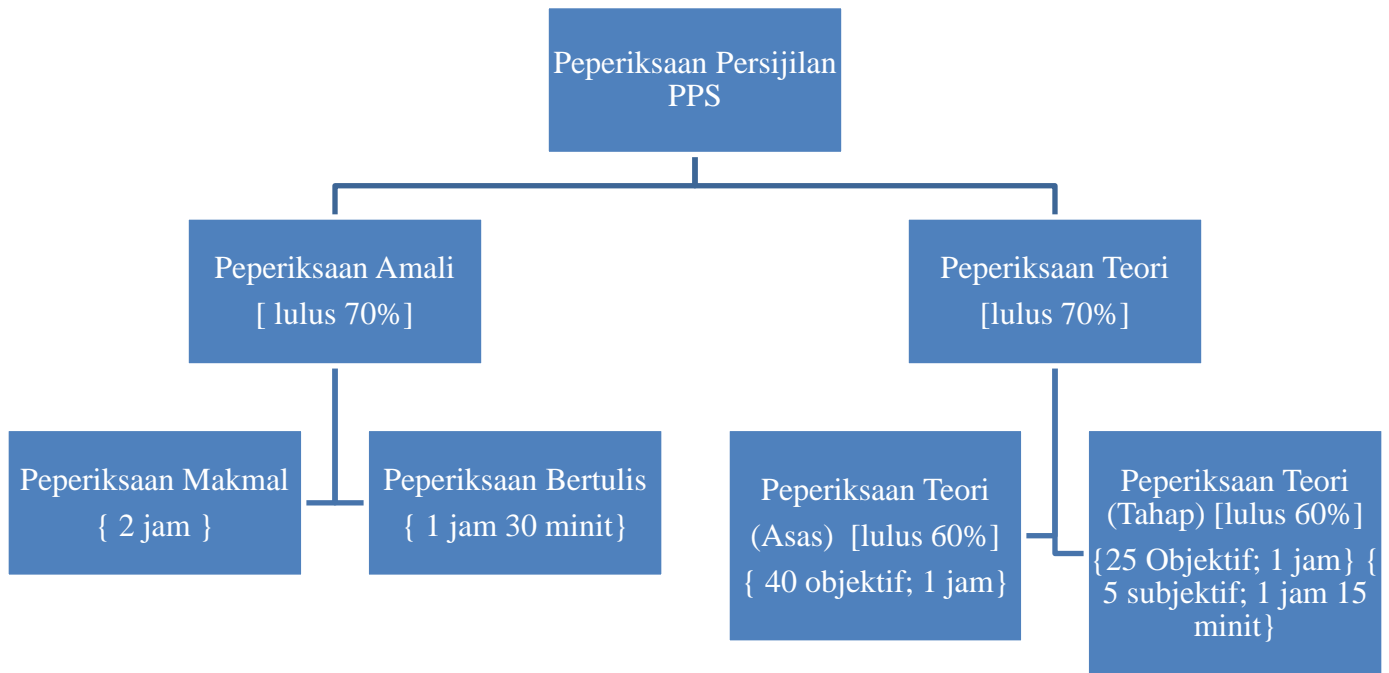 Peperiksaan Persijilan
PPS
Peperiksaan Amali
[ lulus 70%]
Peperiksaan Teori
[lulus 70%]
Peperiksaan Makmal
{ 2 jam }
Peperiksaan Bertulis
{ 1 jam 30 minit}
Peperiksaan Teori
(Asas) [lulus 60%]
{ 40 objektif; 1 jam}
Peperiksaan Teori
(Tahap) [lulus 60%]
{25 Objektif; 1 jam} {
5 subjektif; 1 jam 15
minit}